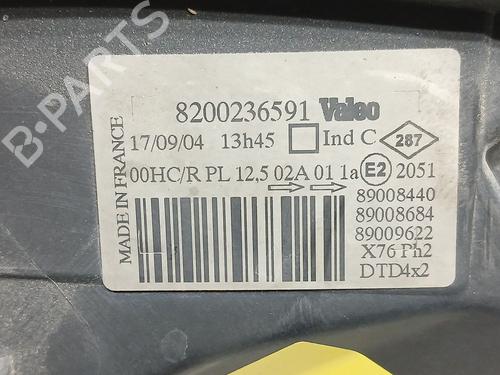 B-PARTS
8200236591 Valeo
17/09/04 13h45 Ind C 287
00HC/R PL 12,5 02A 01 1a E2 2051
MADE IN FRANCE
89008440
89008684
89009622
X76 Ph2
DTD4x2